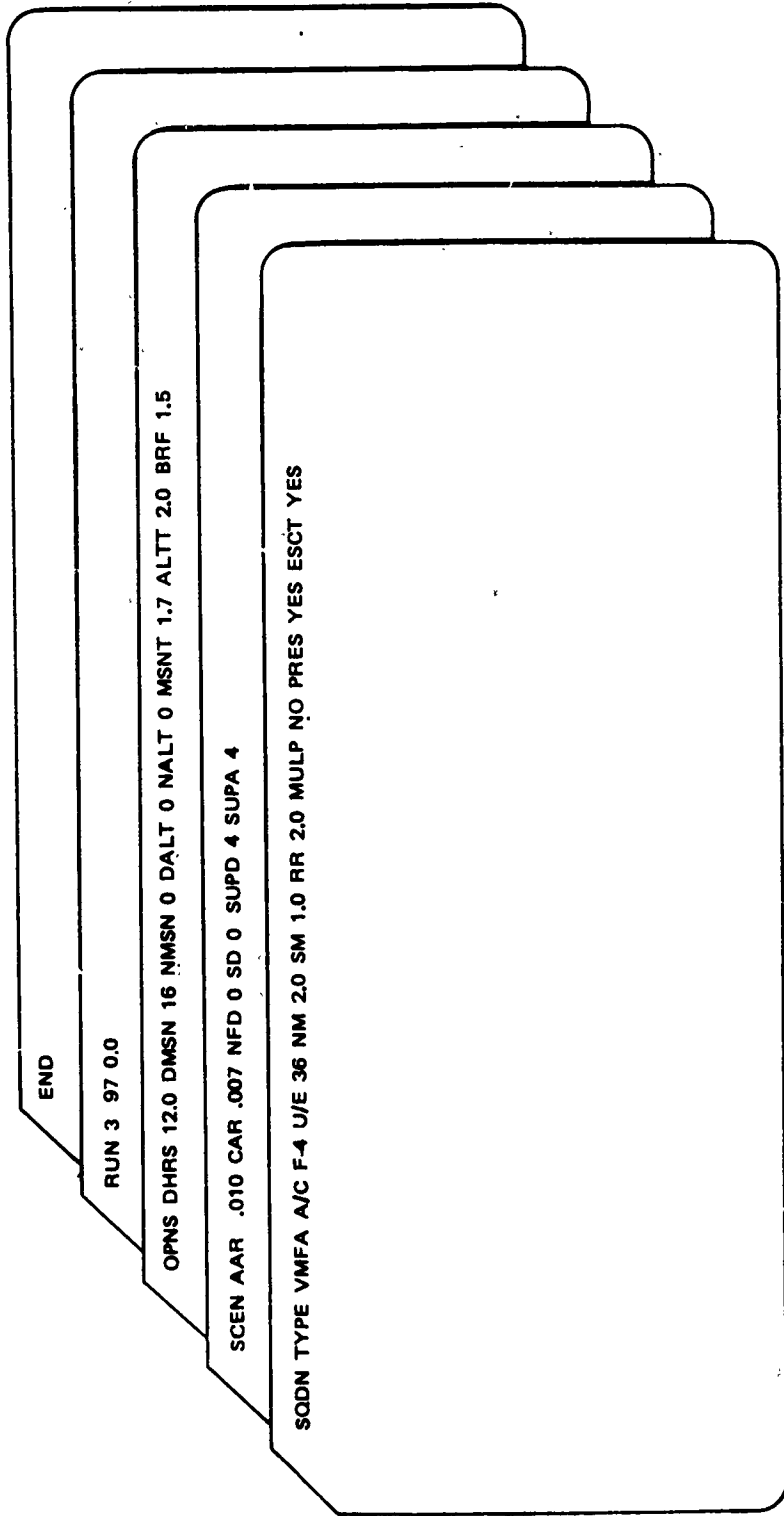 END
RUN 3 97 0.0
OPNS DHRS 12.0 DMSN 16 NMSN 0 DALT 0 NALT 0 MSNT 1.7 ALTT 2.0 BRF 1.5
SCEN AAR .010 CAR .007 NFD 0 SD 0 SUPD 4 SUPA 4
SQDN TYPE VMFA A/C F-4 U/E 36 NM 2.0 SM 1.0 RR 2.0 MULP NO PRES YES ESCT YES